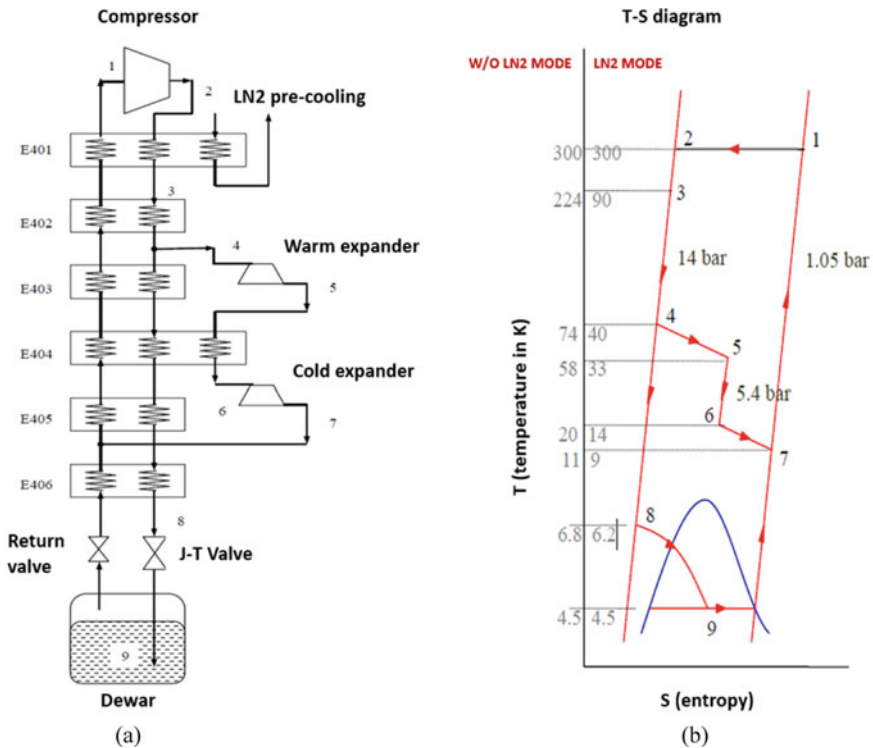 Compressor
1
2
LN2 pre-cooling
E401
3
E402
4
Warm expander
E403
5
E404
Cold expander
6
E405
7
E406
8
Return
valve
J-T Valve
9
Dewar
(a)
T-S diagram
W/O LN2 MODE
LN2 MODE
2
1
300 300
3
224 90
14 bar
1.05 bar
4
74 40
5
58 33
5.4 bar
6
20 14
7
11 9
8
6.8 6.2
4.5 4.5
9
T (temperature in K)
S (entropy)
(b)